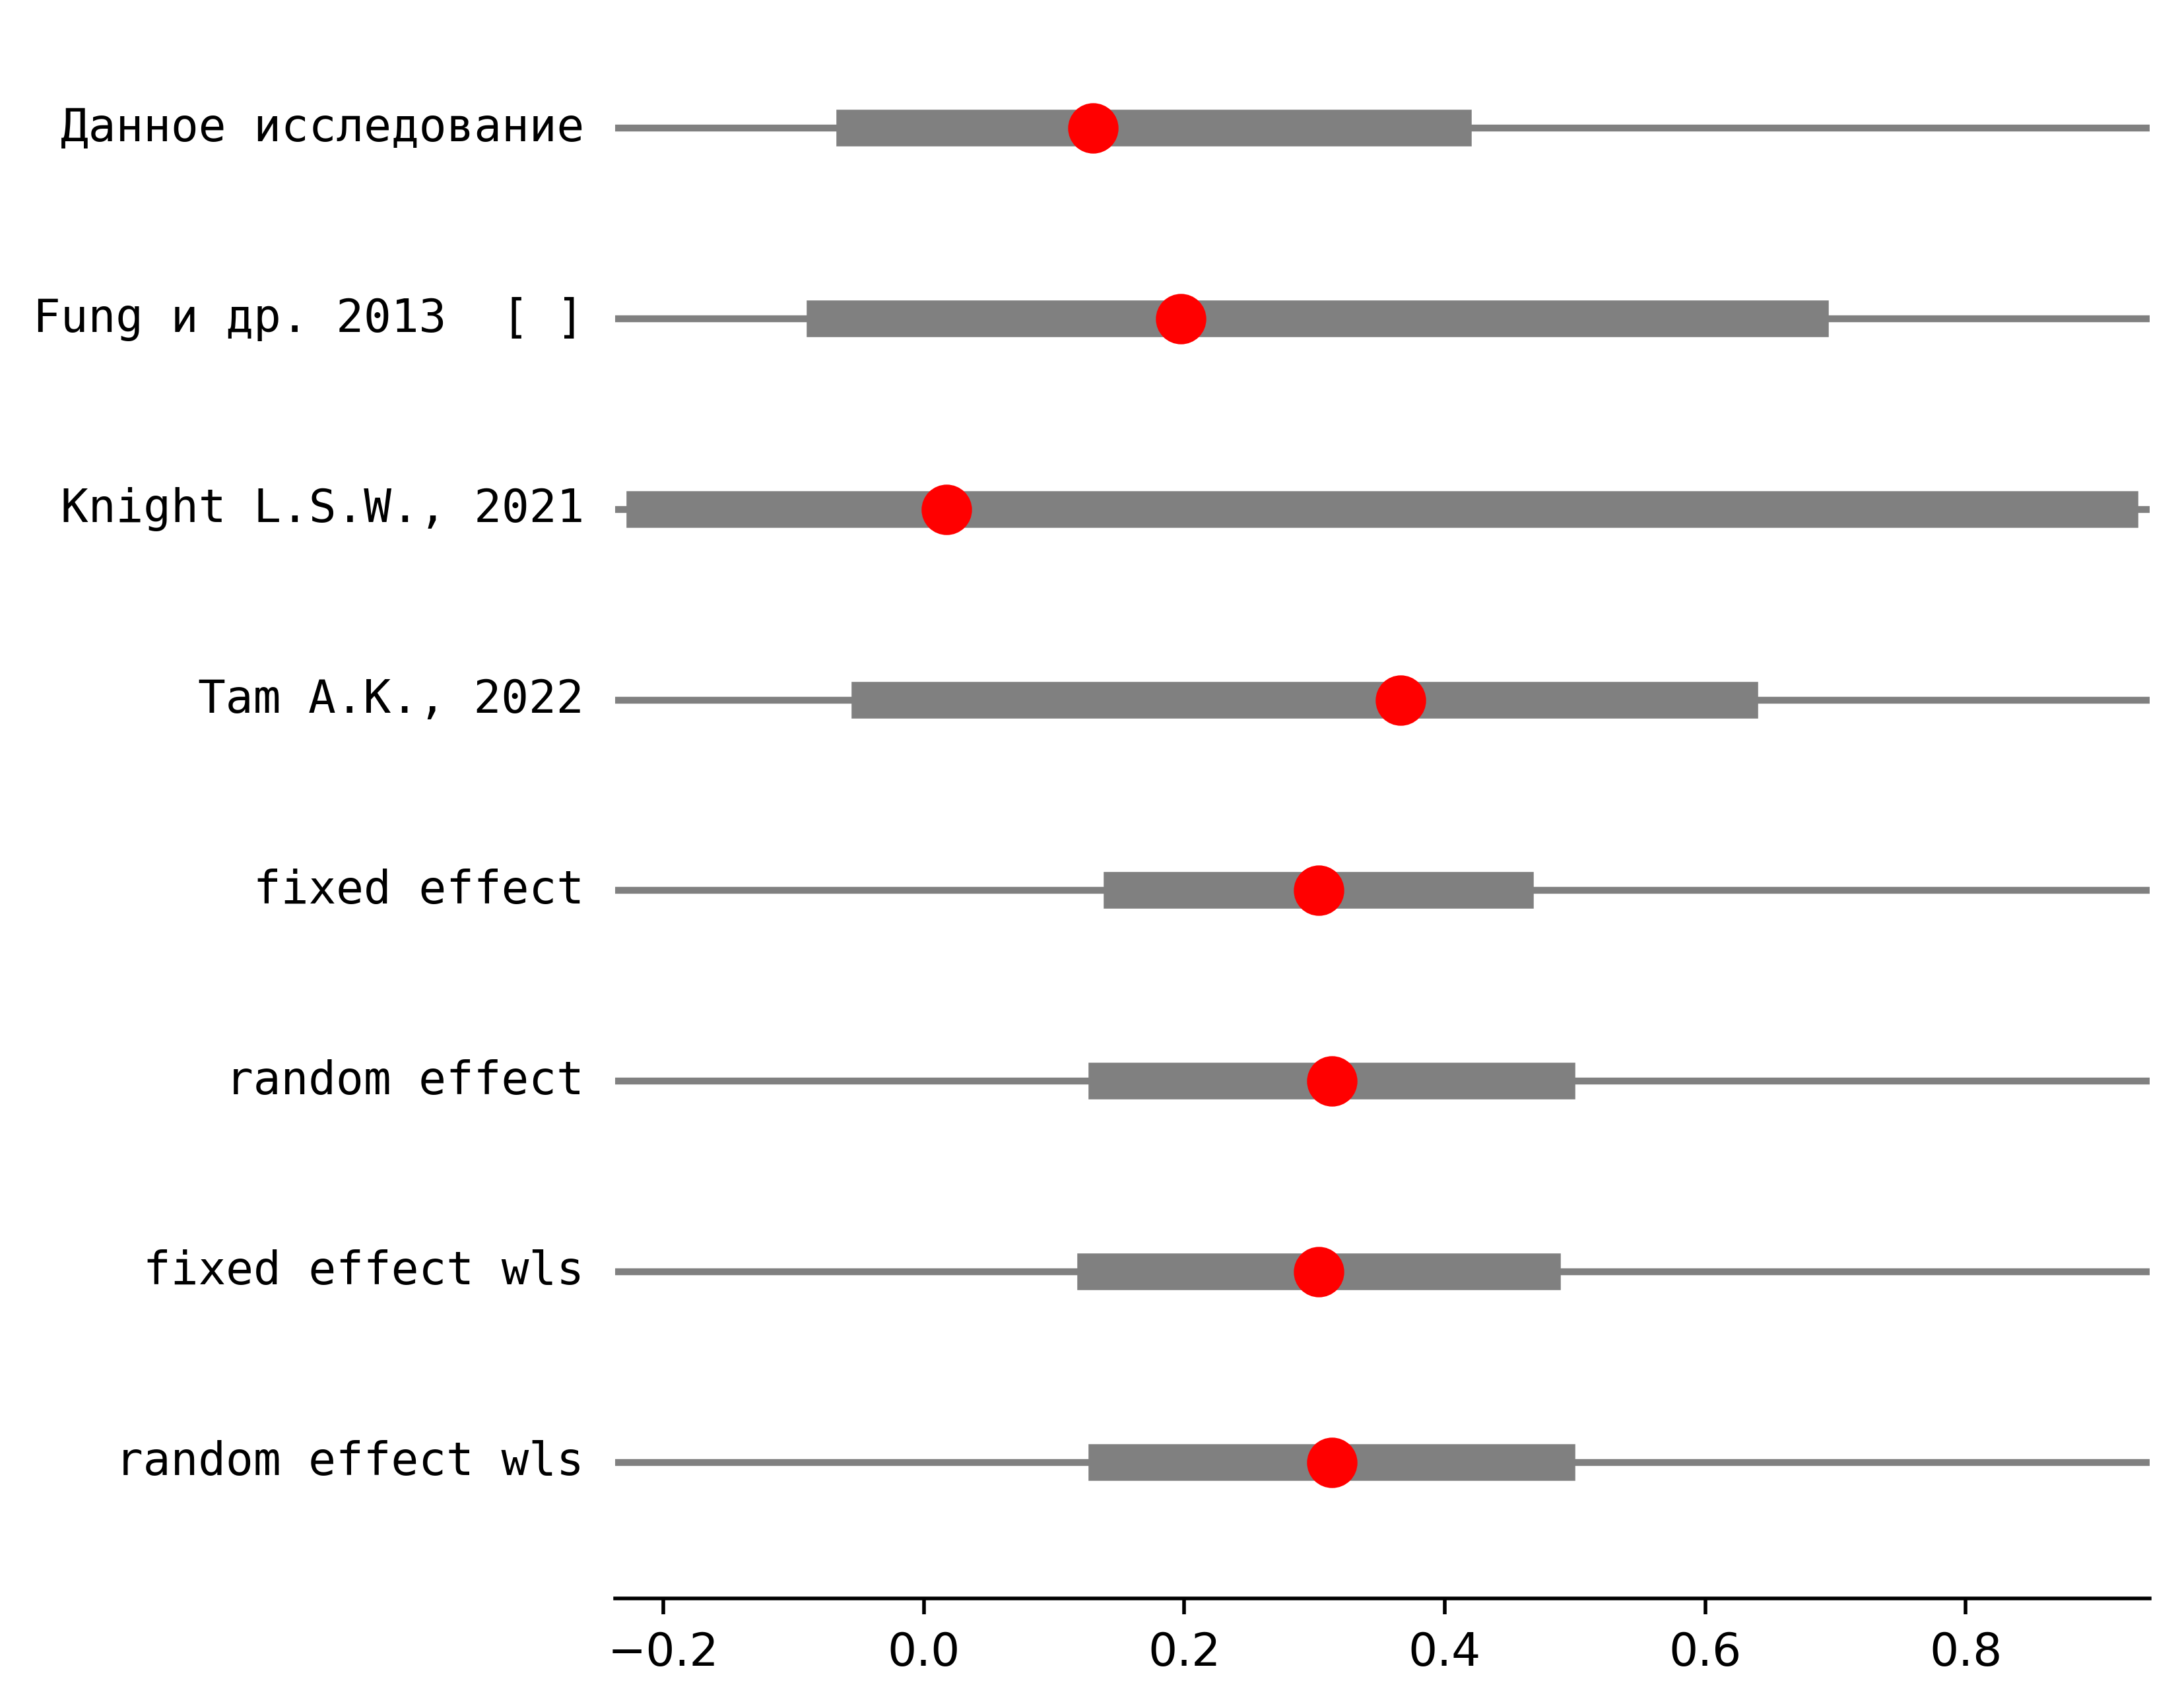 Данное исследование
Fung и др. 2013  [ ]
Knight L.S.W., 2021
Tam A.K., 2022
fixed effect
random effect
fixed effect wls
random effect wls
−0.2 0.0 0.2 0.4 0.6 0.8